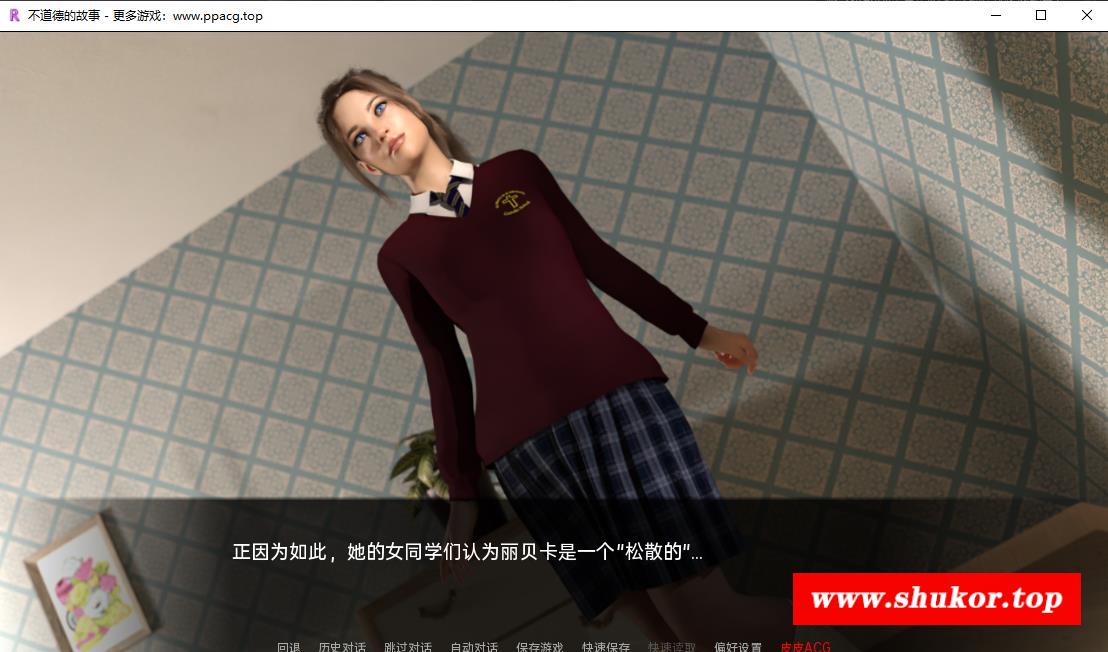 不道德的故事 - 更多游戏：www.ppacg.top
正因为如此，她的女同学们认为丽贝卡是一个"松散的"...
www.shukor.top
回退 历史对话 跳过对话 自动对话 保存游戏 快速保存 快速读取 偏好设置 皮皮ACG